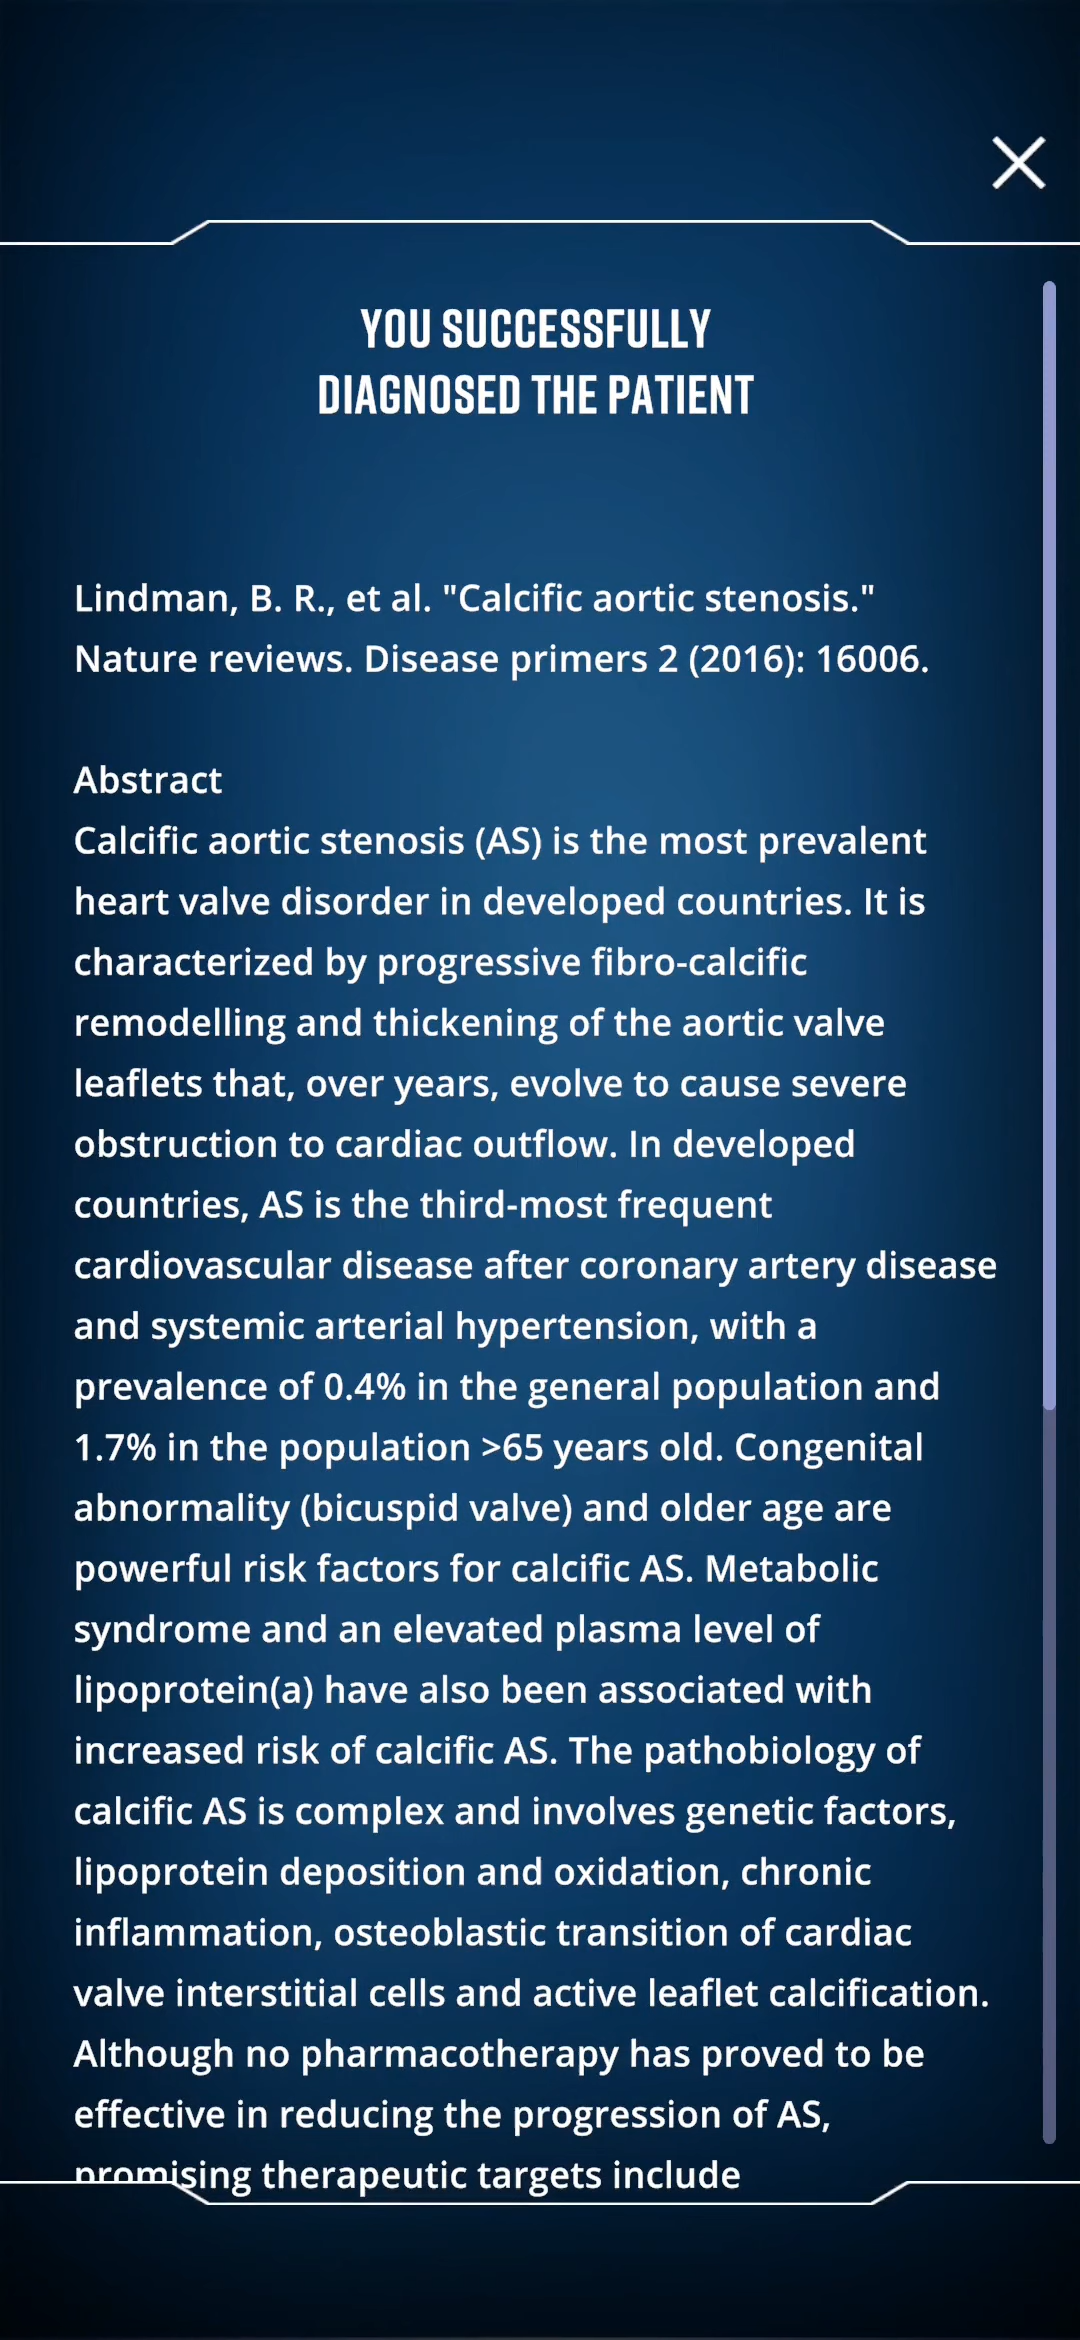 YOU SUCCESSFULLY
DIAGNOSED THE PATIENT
Lindman, B. R., et al. "Calcific aortic stenosis."
Nature reviews. Disease primers 2 (2016): 16006.
Abstract
Calcific aortic stenosis (AS) is the most prevalent
heart valve disorder in developed countries. It is
characterized by progressive fibro-calcific
remodelling and thickening of the aortic valve
leaflets that, over years, evolve to cause severe
obstruction to cardiac outflow. In developed
countries, AS is the third-most frequent
cardiovascular disease after coronary artery disease
and systemic arterial hypertension, with a
prevalence of 0.4% in the general population and
1.7% in the population >65 years old. Congenital
abnormality (bicuspid valve) and older age are
powerful risk factors for calcific AS. Metabolic
syndrome and an elevated plasma level of
lipoprotein(a) have also been associated with
increased risk of calcific AS. The pathobiology of
calcific AS is complex and involves genetic factors,
lipoprotein deposition and oxidation, chronic
inflammation, osteoblastic transition of cardiac
valve interstitial cells and active leaflet calcification.
Although no pharmacotherapy has proved to be
effective in reducing the progression of AS,
promising therapeutic targets include